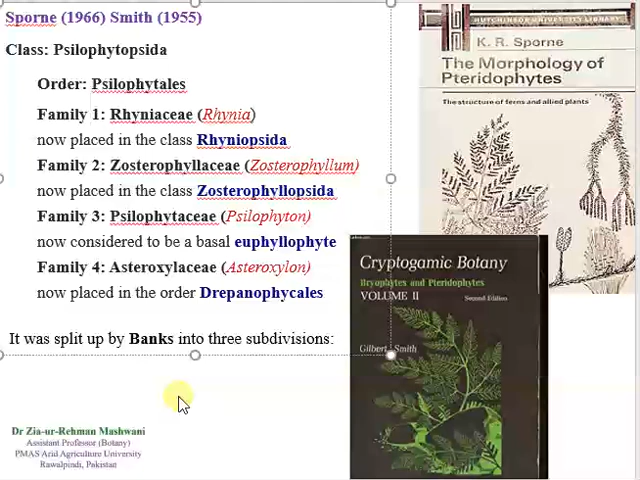 Sporne (1966) Smith (1955)
Class: Psilophytopsida
Order: Psilophytales
Family 1: Rhyniaceae (Rhynia)
now placed in the class Rhyniopsida
Family 2: Zosterophyllaceae (Zosterophyllum)
now placed in the class Zosterophyllopsida
Family 3: Psilophytaceae (Psilophyton)
now considered to be a basal euphyllophyte
Family 4: Asteroxylaceae (Asteroxylon)
now placed in the order Drepanophycales
It was split up by Banks into three subdivisions:
Dr Zia-ur-Rehman Mashwani
Assistant Professor (Botany)
PMAS Arid Agriculture University
Rawalpindi, Pakistan
HUTCHINSON UNIVERSITY LIBRARY
K. R. Sporne
The Morphology of
Pteridophytes
The structure of ferns and allied plants
Cryptogamic Botany
Bryophytes and Pteridophytes
VOLUME II Second Edition
Gilbert Smith